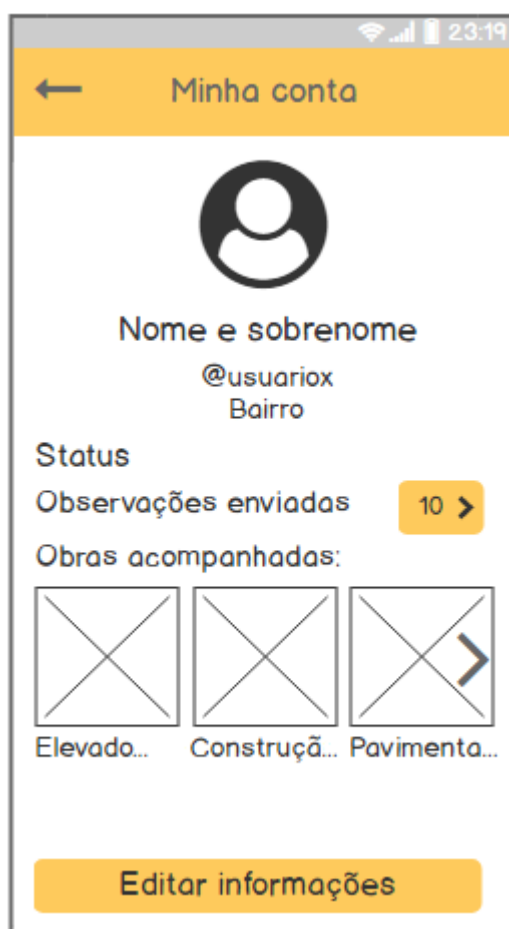 23:19
Minha conta
Nome e sobrenome
@usuariox
Bairro
Status
Observações enviadas 10
Obras acompanhadas:
Elevado... Construçã... Pavimenta...
Editar informações